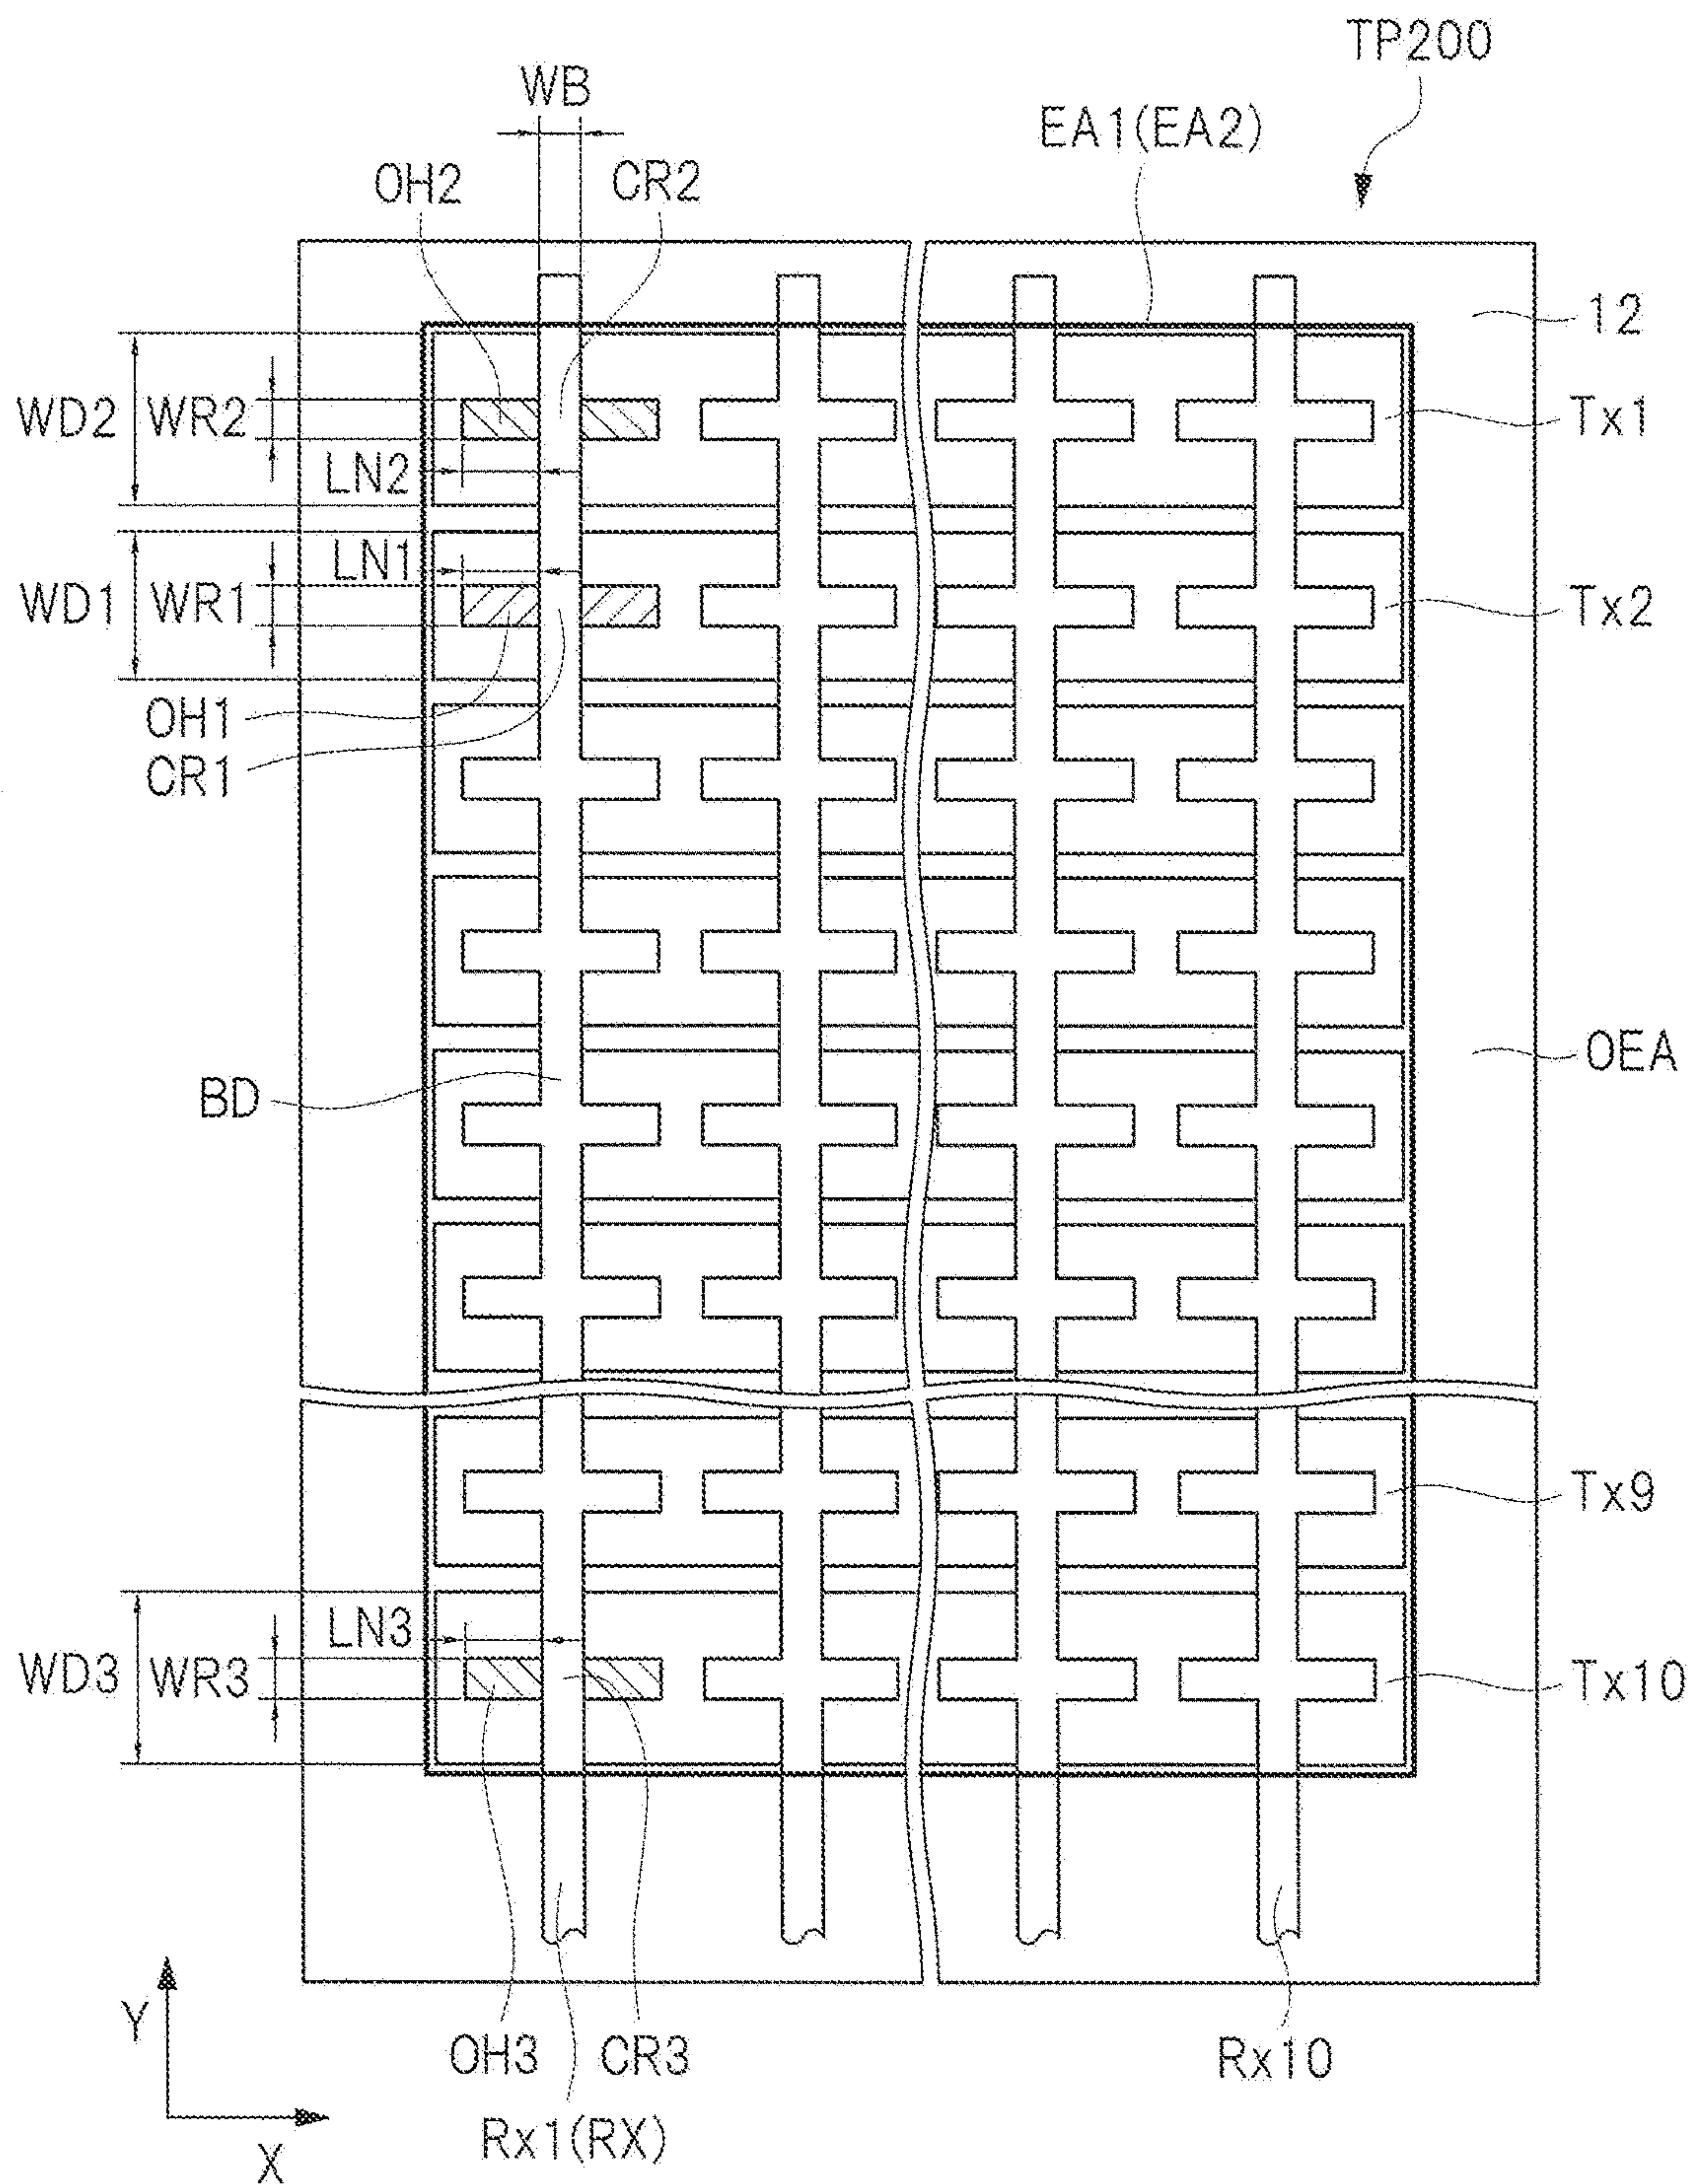 TP200
WB
EA1(EA2)
OH2
CR2
12
WD2
WR2
Tx1
LN2
LN1
WD1
WR1
Tx2
OH1
CR1
OEA
BD
Tx9
LN3
WD3
WR3
Tx10
Y
OH3
CR3
Rx10
Rx1(RX)
X